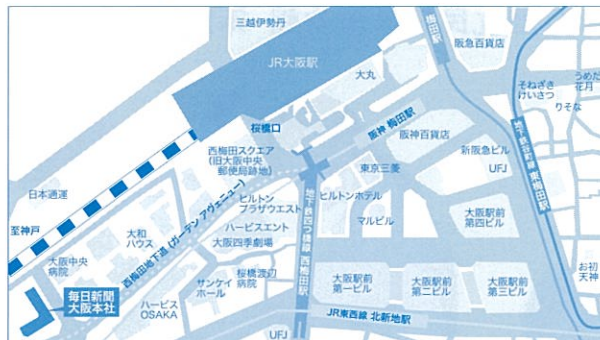 三越伊勢丹
JR大阪駅
梅田駅
阪急百貨店
大丸
そねざき
けいさつ
うめだ
花月
りそな
桜橋口
阪神 梅田駅
阪神百貨店
西梅田スクエア
(旧大阪中央
郵便局跡地)
東京三菱
新阪急ビル
UFJ
地下鉄谷町線 東梅田駅
日本通運
至神戸
西梅田地下道 (ガーデン アヴェニュー)
ヒルトン
プラザウエスト
ヒルトンホテル
マルビル
大阪駅前
第四ビル
大和
ハウス
ハービスエント
大阪四季劇場
地下鉄四つ橋線 西梅田駅
大阪中央
病院
お初
天神
毎日新聞
大阪本社
ハービス
OSAKA
サンケイ
ホール
桜橋渡辺
病院
大阪駅前
第一ビル
大阪駅前
第二ビル
大阪駅前
第三ビル
JR東西線 北新地駅
UFJ